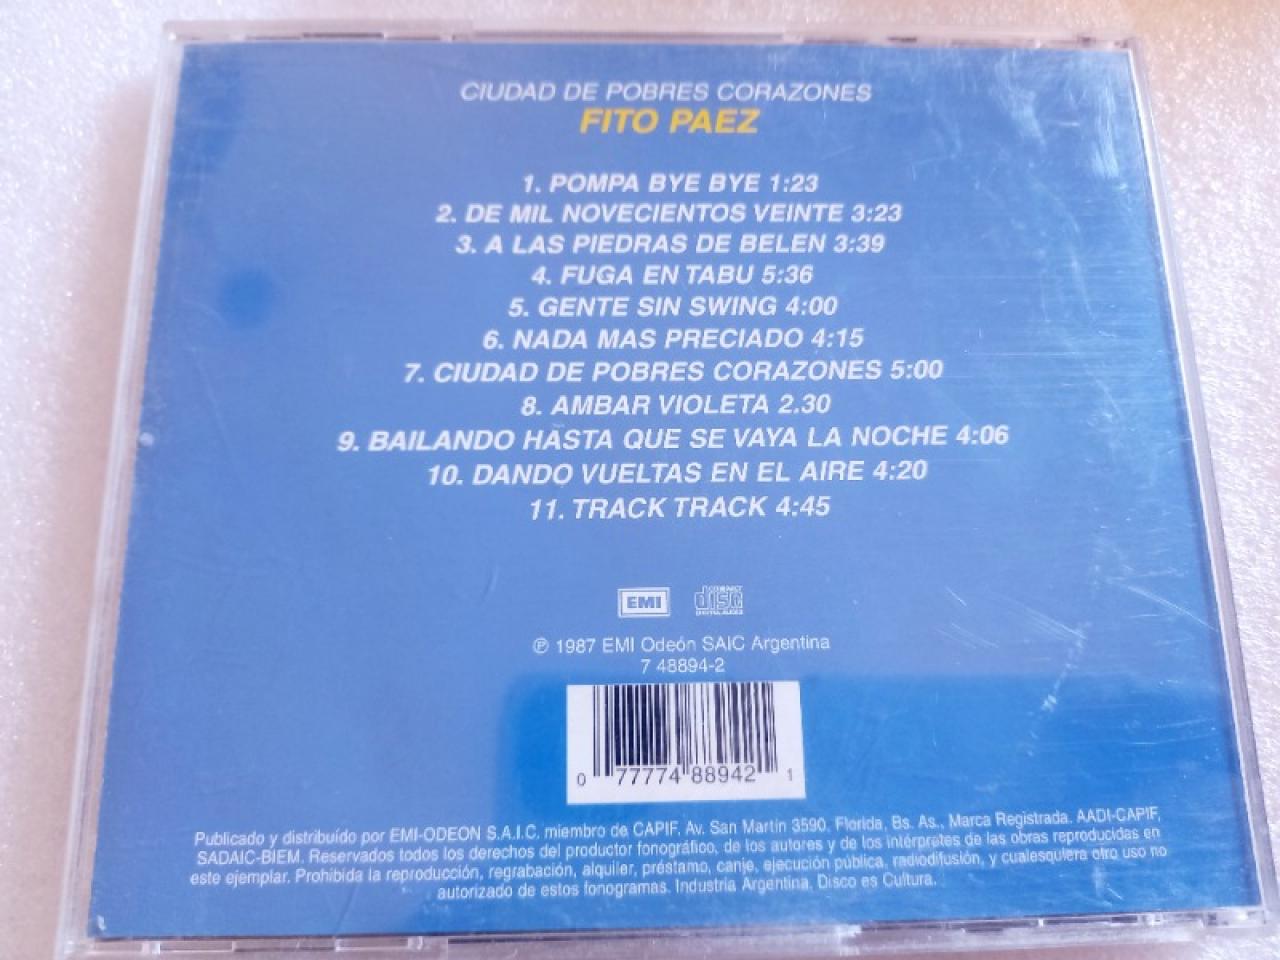 CIUDAD DE POBRES CORAZONES
FITO PAEZ
1. POMPA BYE BYE 1:23
2. DE MIL NOVECIENTOS VEINTE 3:23
3. A LAS PIEDRAS DE BELEN 3:39
4. FUGA EN TABU 5:36
5. GENTE SIN SWING 4:00
6. NADA MAS PRECIADO 4:15
7. CIUDAD DE POBRES CORAZONES 5:00
8. AMBAR VIOLETA 2.30
9. BAILANDO HASTA QUE SE VAYA LA NOCHE 4:06
10. DANDO VUELTAS EN EL AIRE 4:20
11. TRACK TRACK 4:45
EMI COMPACT disc DIGITAL AUDIO
℗ 1987 EMI Odeón SAIC Argentina
7 48894-2
0 77774 88942 1
Publicado y distribuído por EMI-ODEON S.A.I.C. miembro de CAPIF, Av. San Martín 3590, Florida, Bs. As., Marca Registrada. AADI-CAPIF,
SADAIC-BIEM. Reservados todos los derechos del productor fonográfico, de los autores y de los intérpretes de las obras reproducidas en
este ejemplar. Prohibida la reproducción, regrabación, alquiler, préstamo, canje, ejecución pública, radiodifusión, y cualesquiera otro uso no
autorizado de estos fonogramas. Industria Argentina. Disco es Cultura.